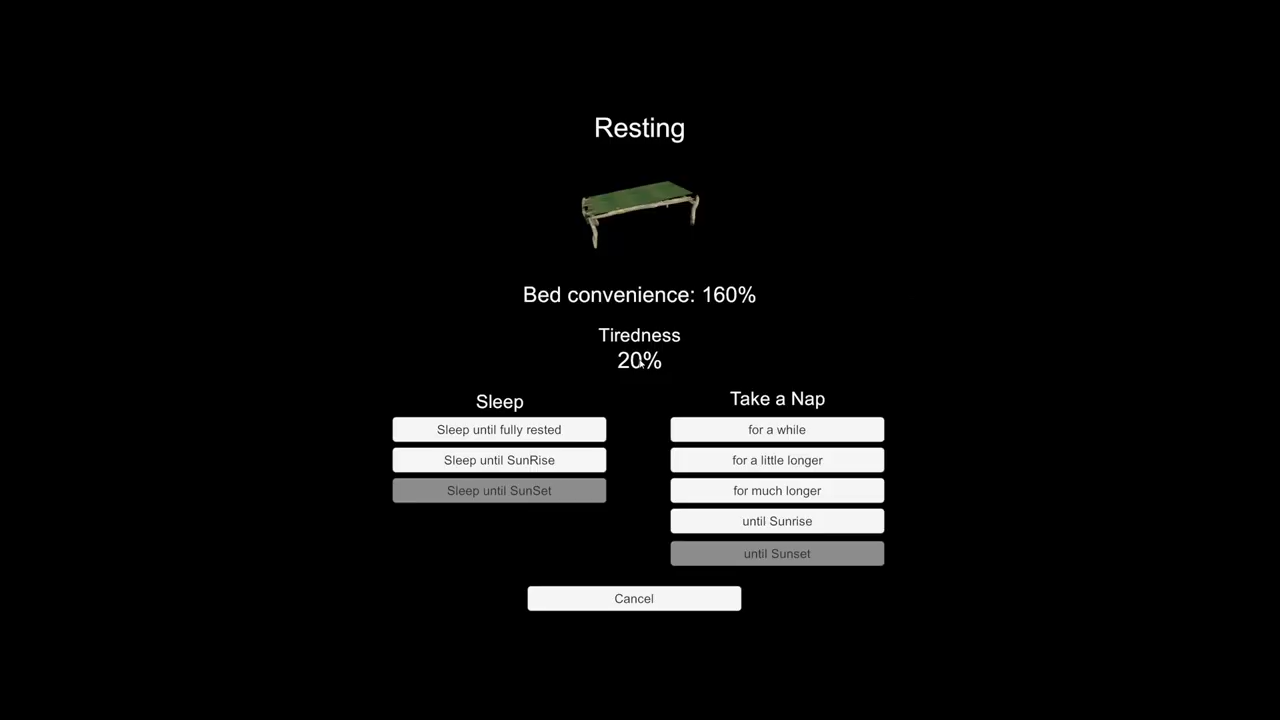 Resting
Bed convenience: 160%
Tiredness
20%
Sleep
Sleep until fully rested
Sleep until SunRise
Sleep until SunSet
Take a Nap
for a while
for a little longer
for much longer
until Sunrise
until Sunset
Cancel